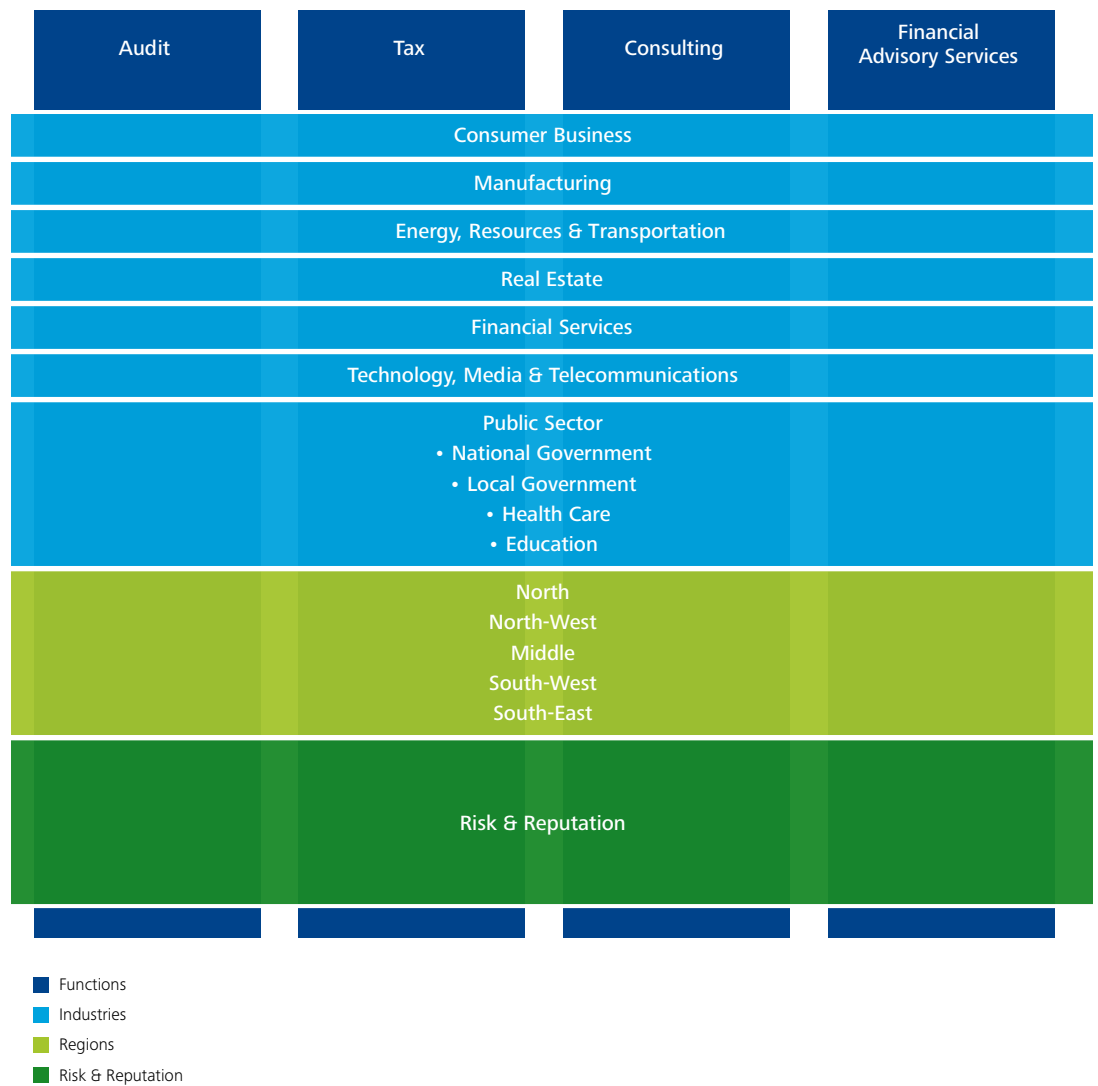 Audit
Tax
Consulting
Financial
Advisory Services
Consumer Business
Manufacturing
Energy, Resources & Transportation
Real Estate
Financial Services
Technology, Media & Telecommunications
Public Sector
• National Government
• Local Government
• Health Care
• Education
North
North-West
Middle
South-West
South-East
Risk & Reputation
Functions
Industries
Regions
Risk & Reputation